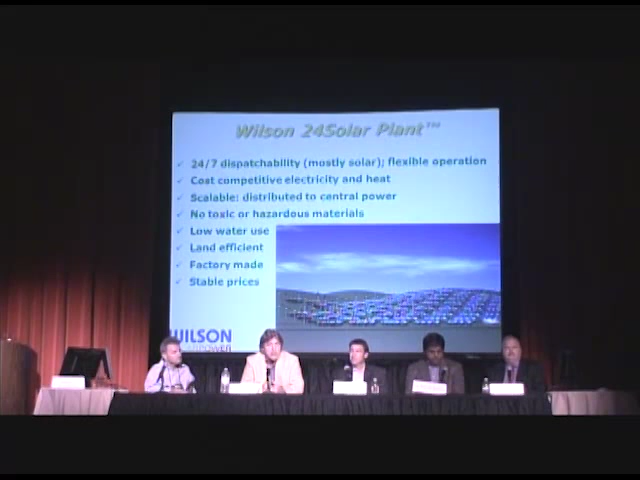 Wilson 24Solar Plant™
✓ 24/7 dispatchability (mostly solar); flexible operation
✓ Cost competitive electricity and heat
✓ Scalable: distributed to central power
✓ No toxic or hazardous materials
✓ Low water use
✓ Land efficient
✓ Factory made
✓ Stable prices
WILSON